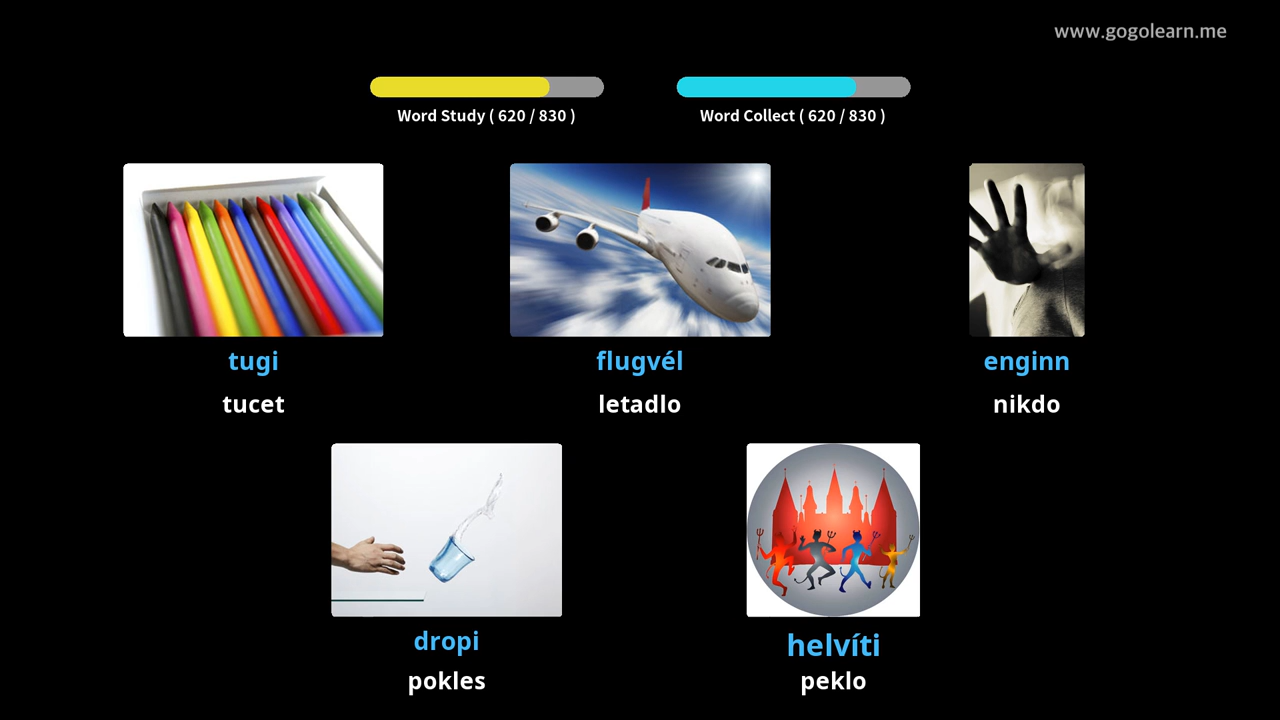 www.gogolearn.me
Word Study ( 620 / 830 )
Word Collect ( 620 / 830 )
tugi
tucet
flugvél
letadlo
enginn
nikdo
dropi
pokles
helvíti
peklo